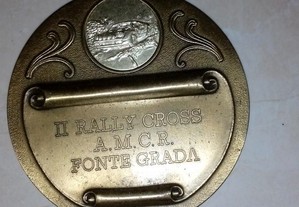 II RALLY CROSS
A.M.C.R.
FONTE GRADA